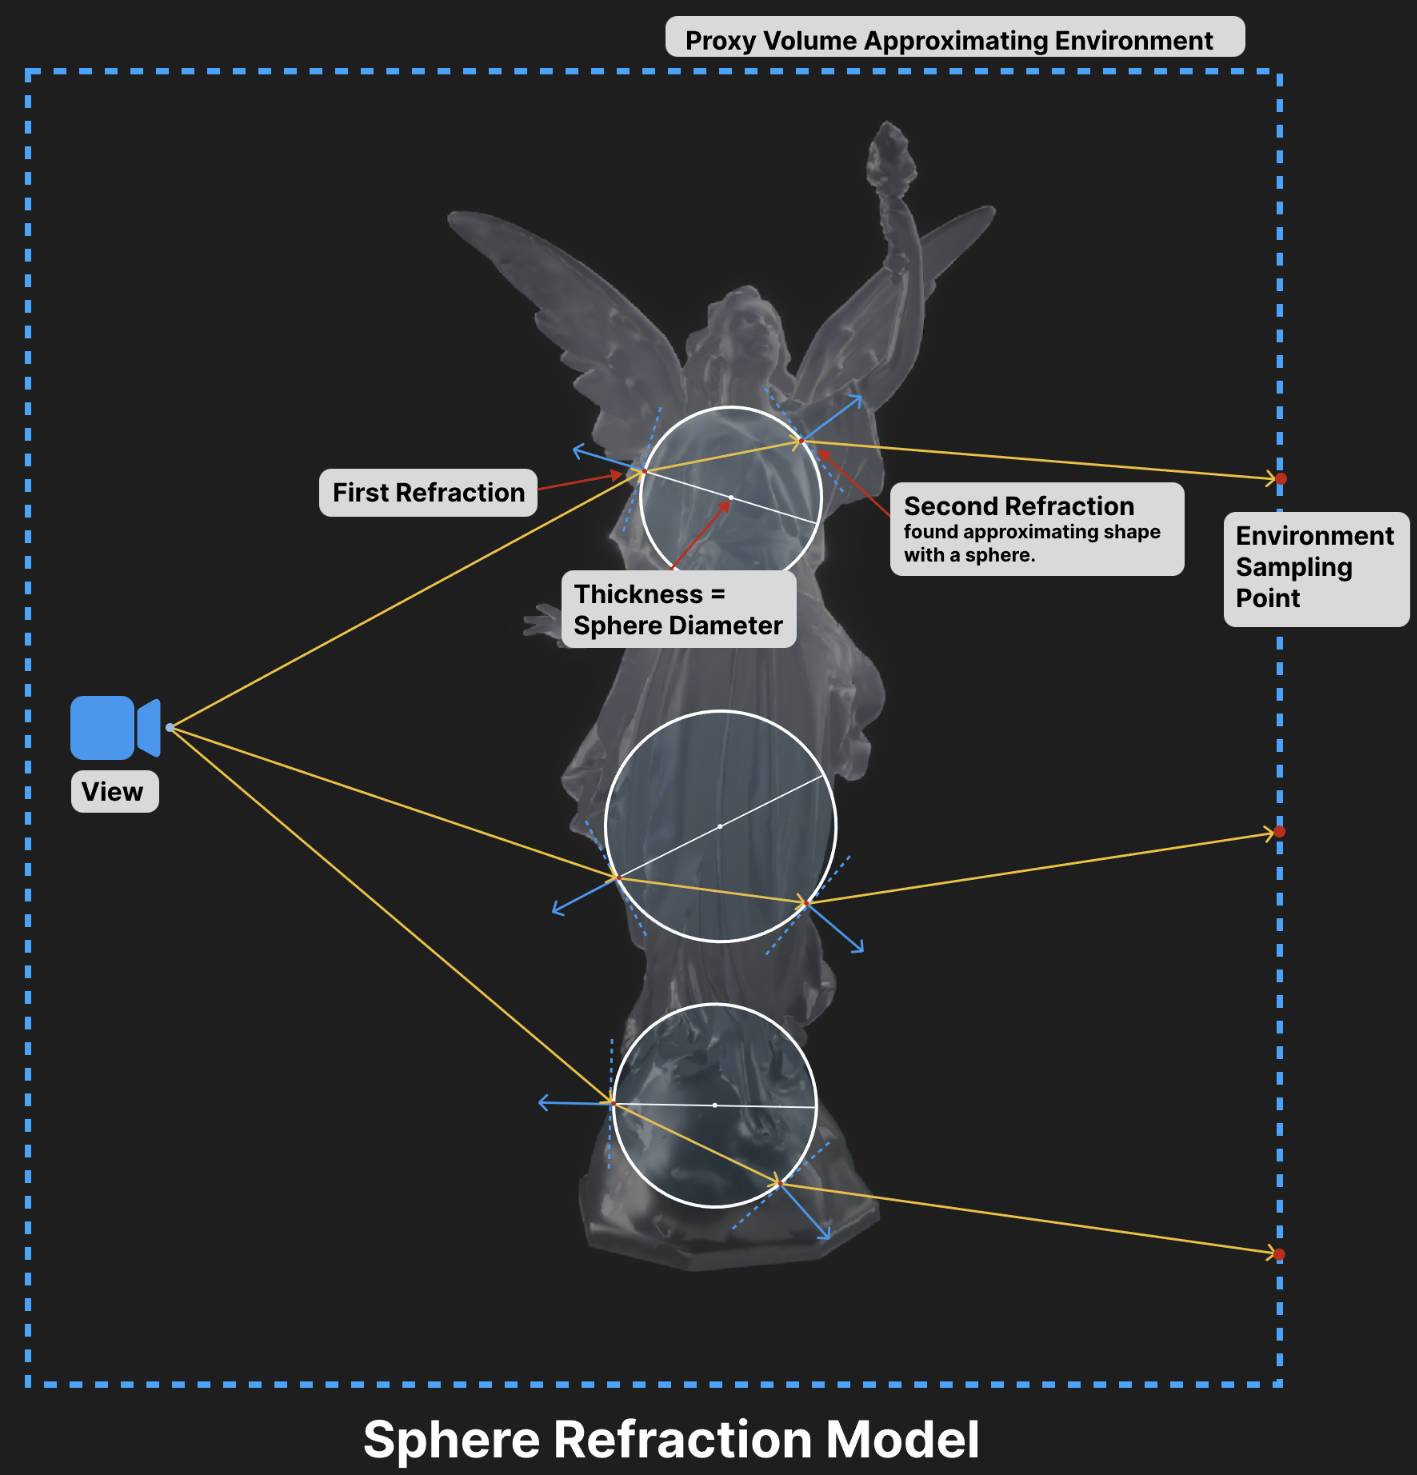 Proxy Volume Approximating Environment
First Refraction
Second Refraction
found approximating shape
with a sphere.
Environment
Sampling
Point
Thickness =
Sphere Diameter
View
Sphere Refraction Model